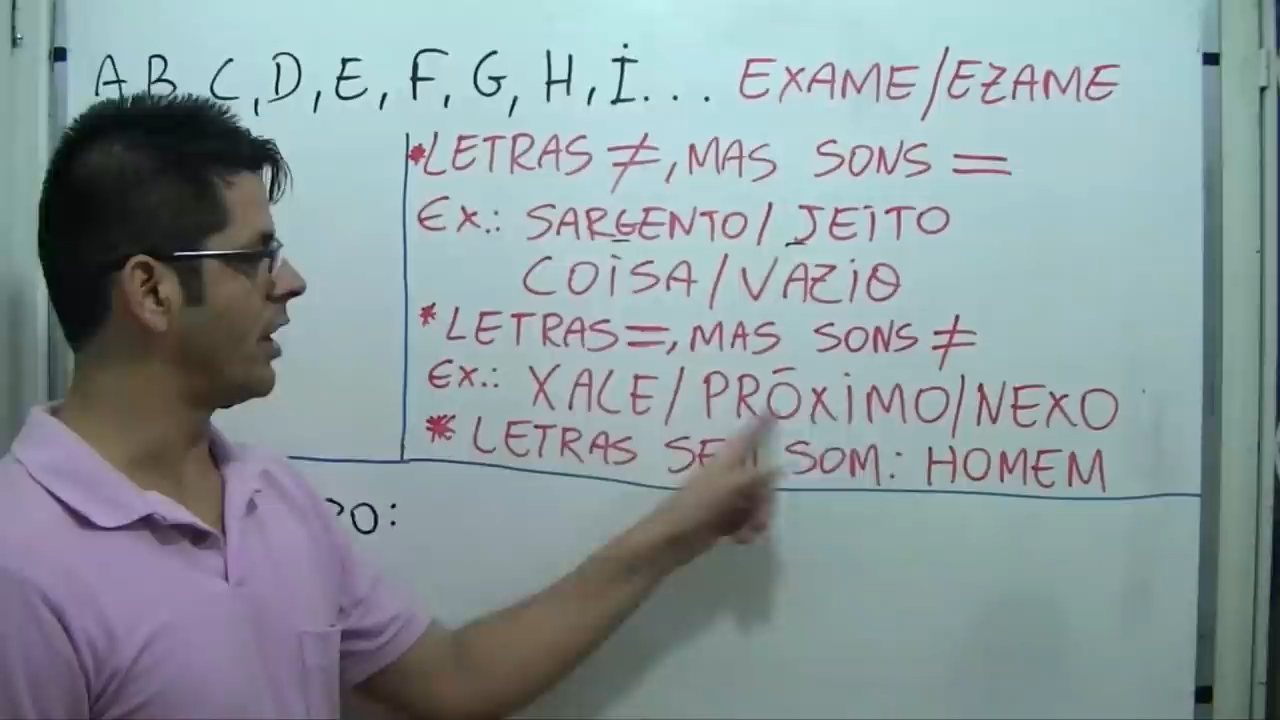 A, B, C, D, E, F, G, H, I... EXAME/EZAME
*LETRAS ≠, MAS SONS =
EX.: SARGENTO/JEITO
COISA/VAZIO
*LETRAS=, MAS SONS ≠
EX.: XALE/PRÓXIMO/NEXO
*LETRAS SOM: HOMEM